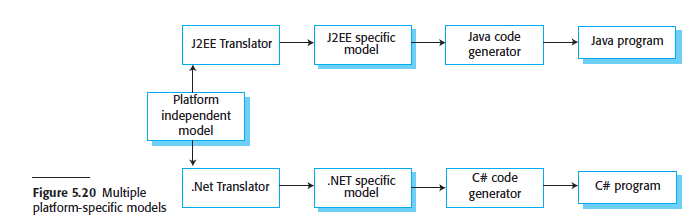 J2EE Translator
J2EE specific
model
Java code
generator
Java program
Platform
independent
model
.Net Translator
.NET specific
model
C# code
generator
C# program
Figure 5.20 Multiple
platform-specific models